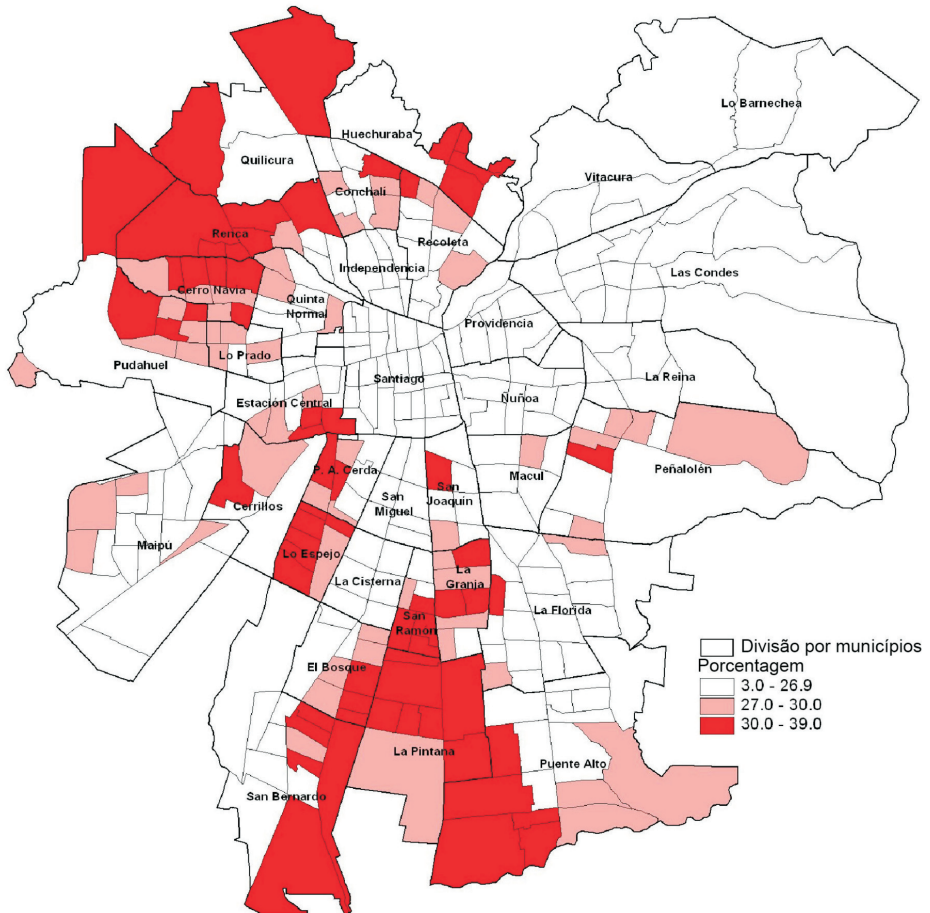 Lo Barnechea
Huechuraba
Quilicura
Vitacura
Conchalí
Renca
Recoleta
Independencia
Las Condes
Cerro Navia
Quinta
Normal
Providencia
Lo Prado
Pudahuel
Santiago
La Reina
Ñuñoa
Estación Central
P. A. Cerda
Macul
Peñalolén
San
Joaquín
San
Miguel
Cerrillos
Maipú
Lo Espejo
La Cisterna
La
Granja
La Florida
San
Ramon
El Bosque
La Pintana
Puente Alto
San Bernardo
Divisão por municípios
Porcentagem
3.0 - 26.9
27.0 - 30.0
30.0 - 39.0